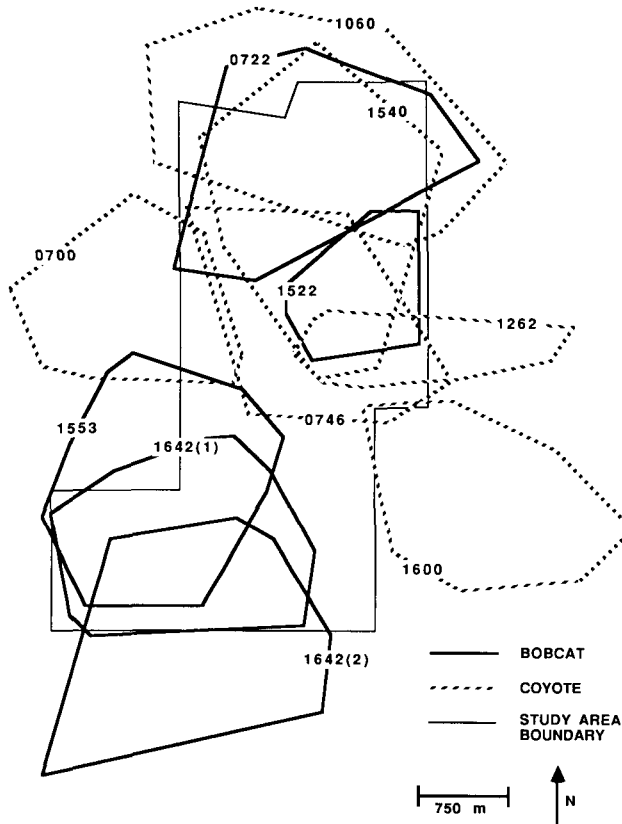 1060
0722
1540
0700
1522
1262
1553
0746
1642(1)
1600
1642(2)
BOBCAT
COYOTE
STUDY AREA
BOUNDARY
750 m
N